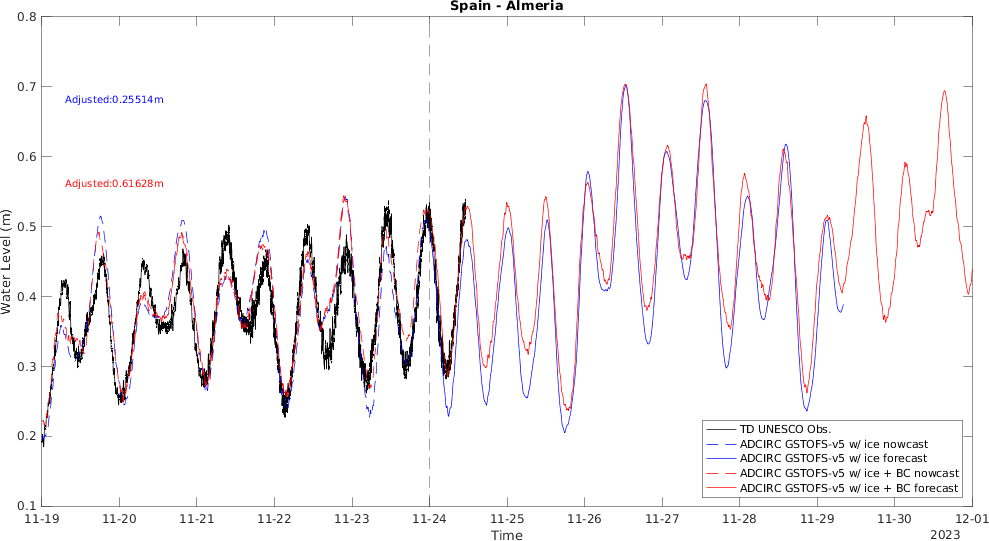 Spain - Almeria
0.8
0.7
0.6
0.5
0.4
0.3
0.2
0.1
Water Level (m)
Adjusted:0.25514m
Adjusted:0.61628m
TD UNESCO Obs.
ADCIRC GSTOFS-v5 w/ ice nowcast
ADCIRC GSTOFS-v5 w/ ice forecast
ADCIRC GSTOFS-v5 w/ ice + BC nowcast
ADCIRC GSTOFS-v5 w/ ice + BC forecast
11-19 11-20 11-21 11-22 11-23 11-24 11-25 11-26 11-27 11-28 11-29 11-30 12-01
Time
2023